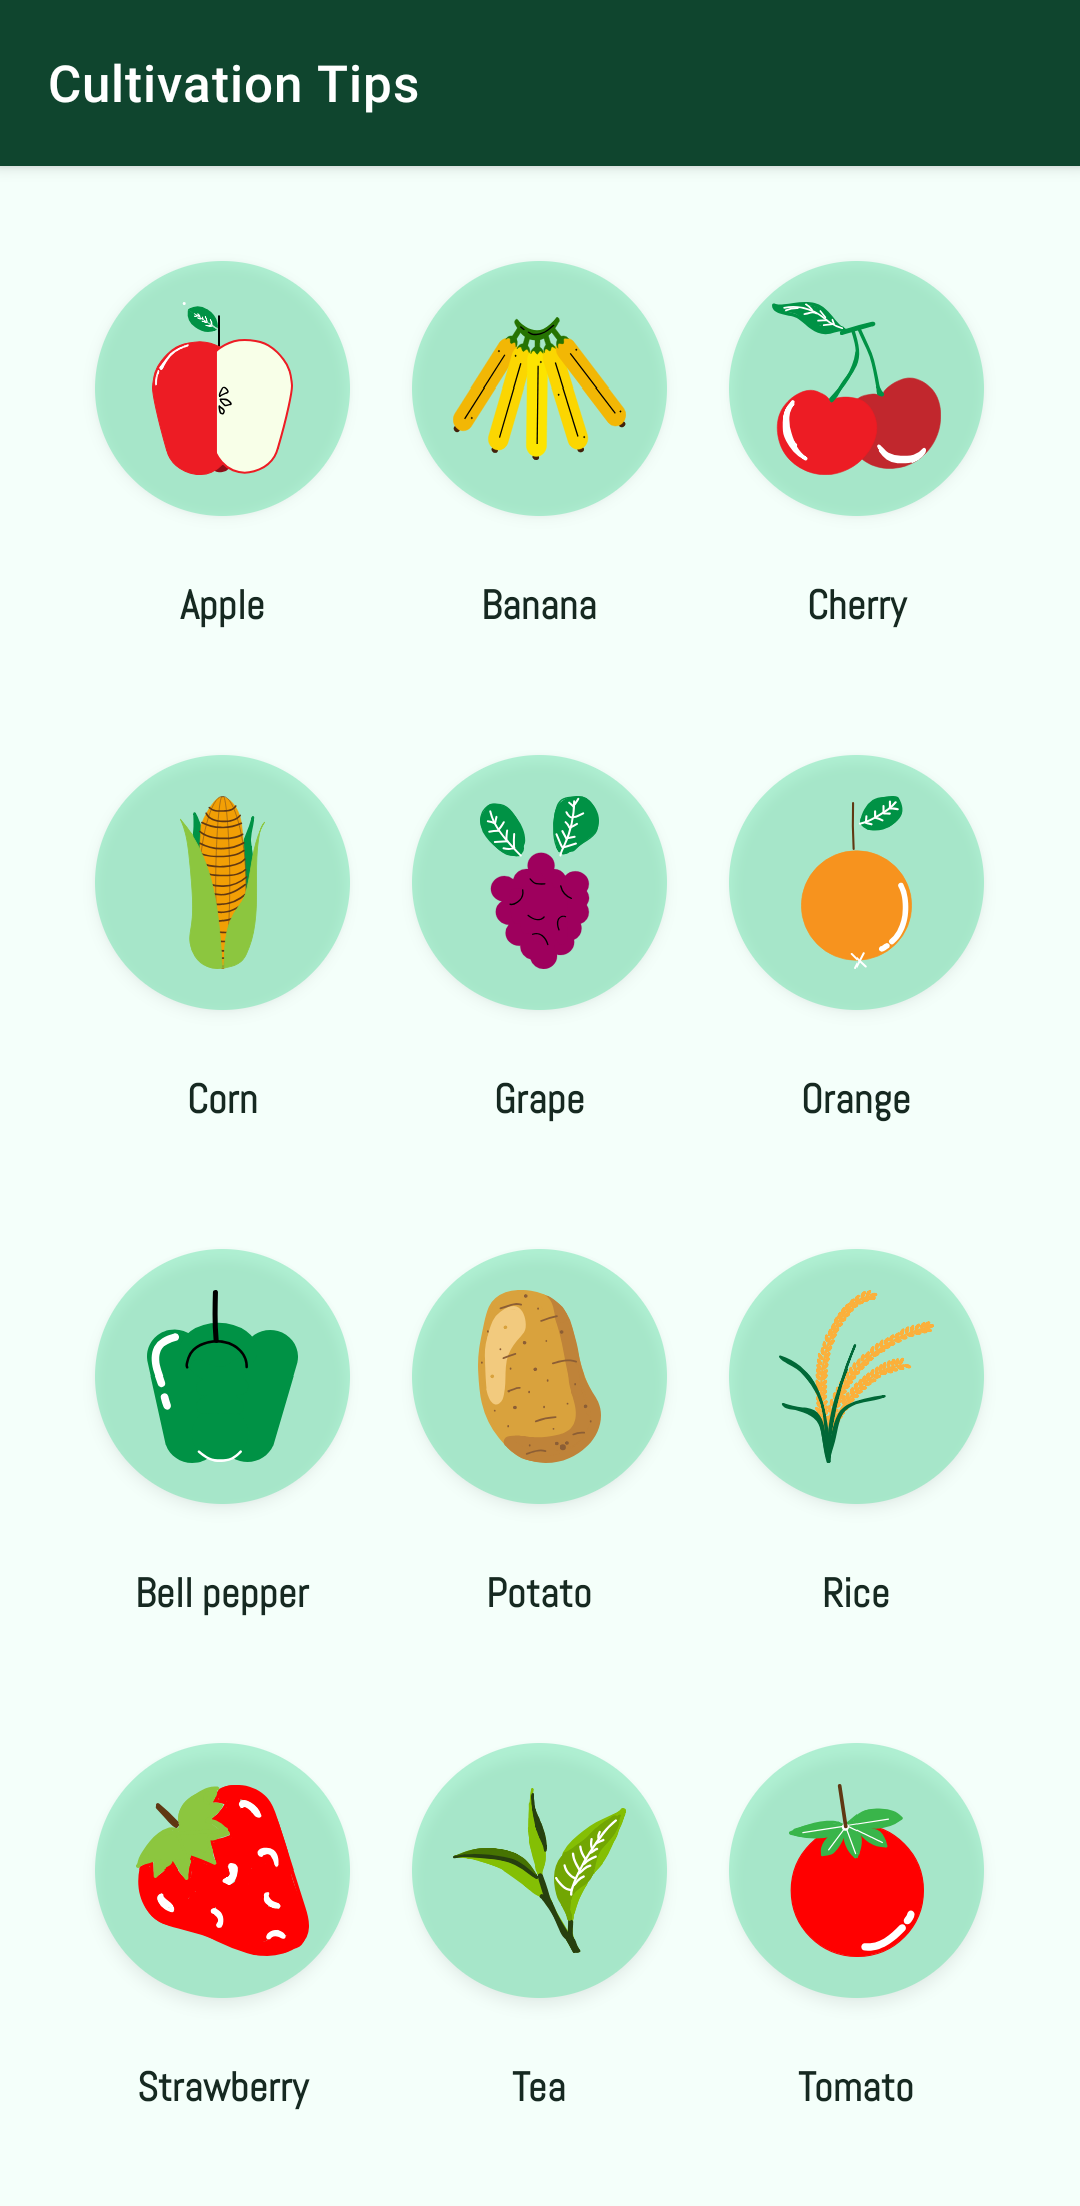 Cultivation Tips
Apple
Banana
Cherry
Corn
Grape
Orange
Bell pepper
Potato
Rice
Strawberry
Tea
Tomato